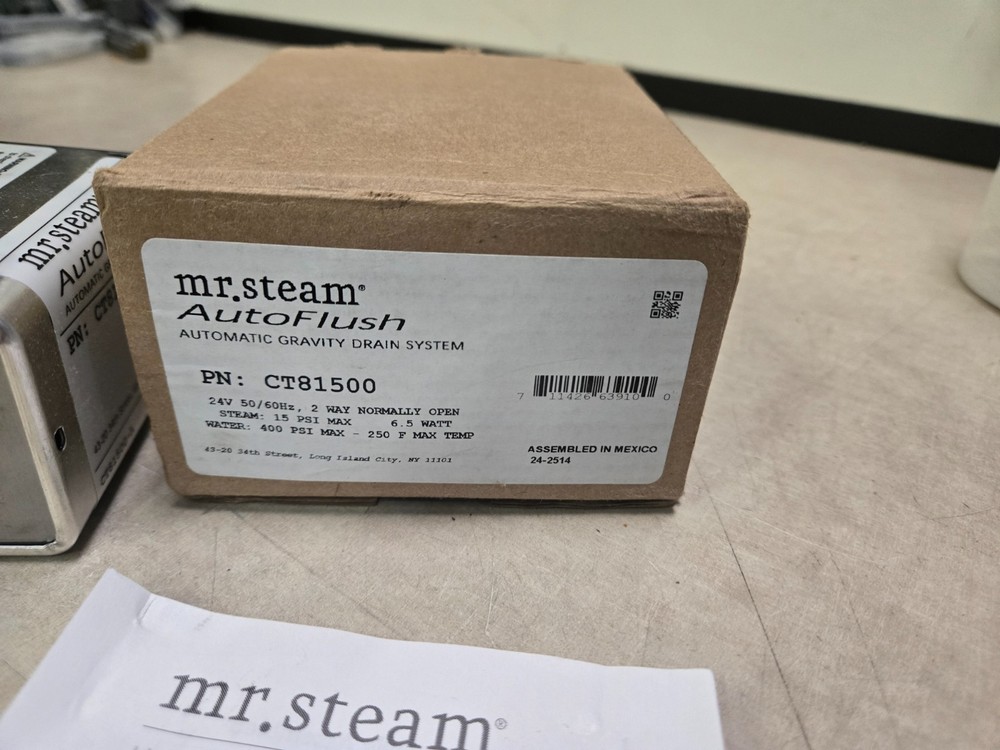 mr.steam®
AutoFlush
AUTOMATIC GRAVITY DRAIN SYSTEM
PN: CT81500
24V 50/60Hz, 2 WAY NORMALLY OPEN
STEAM: 15 PSI MAX 6.5 WATT
WATER: 400 PSI MAX - 250 F MAX TEMP
43-20 34th Street, Long Island City, NY 11101
7 11426 63910 0
ASSEMBLED IN MEXICO
24-2514
mr.steam
Auto
AUTOMATIC
PN: CT81
mr.steam®